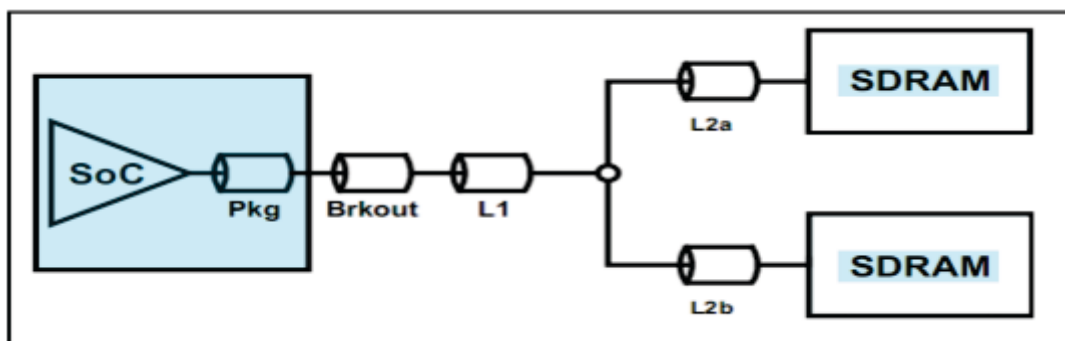 SoC
Pkg
Brkout
L1
L2a
SDRAM
L2b
SDRAM